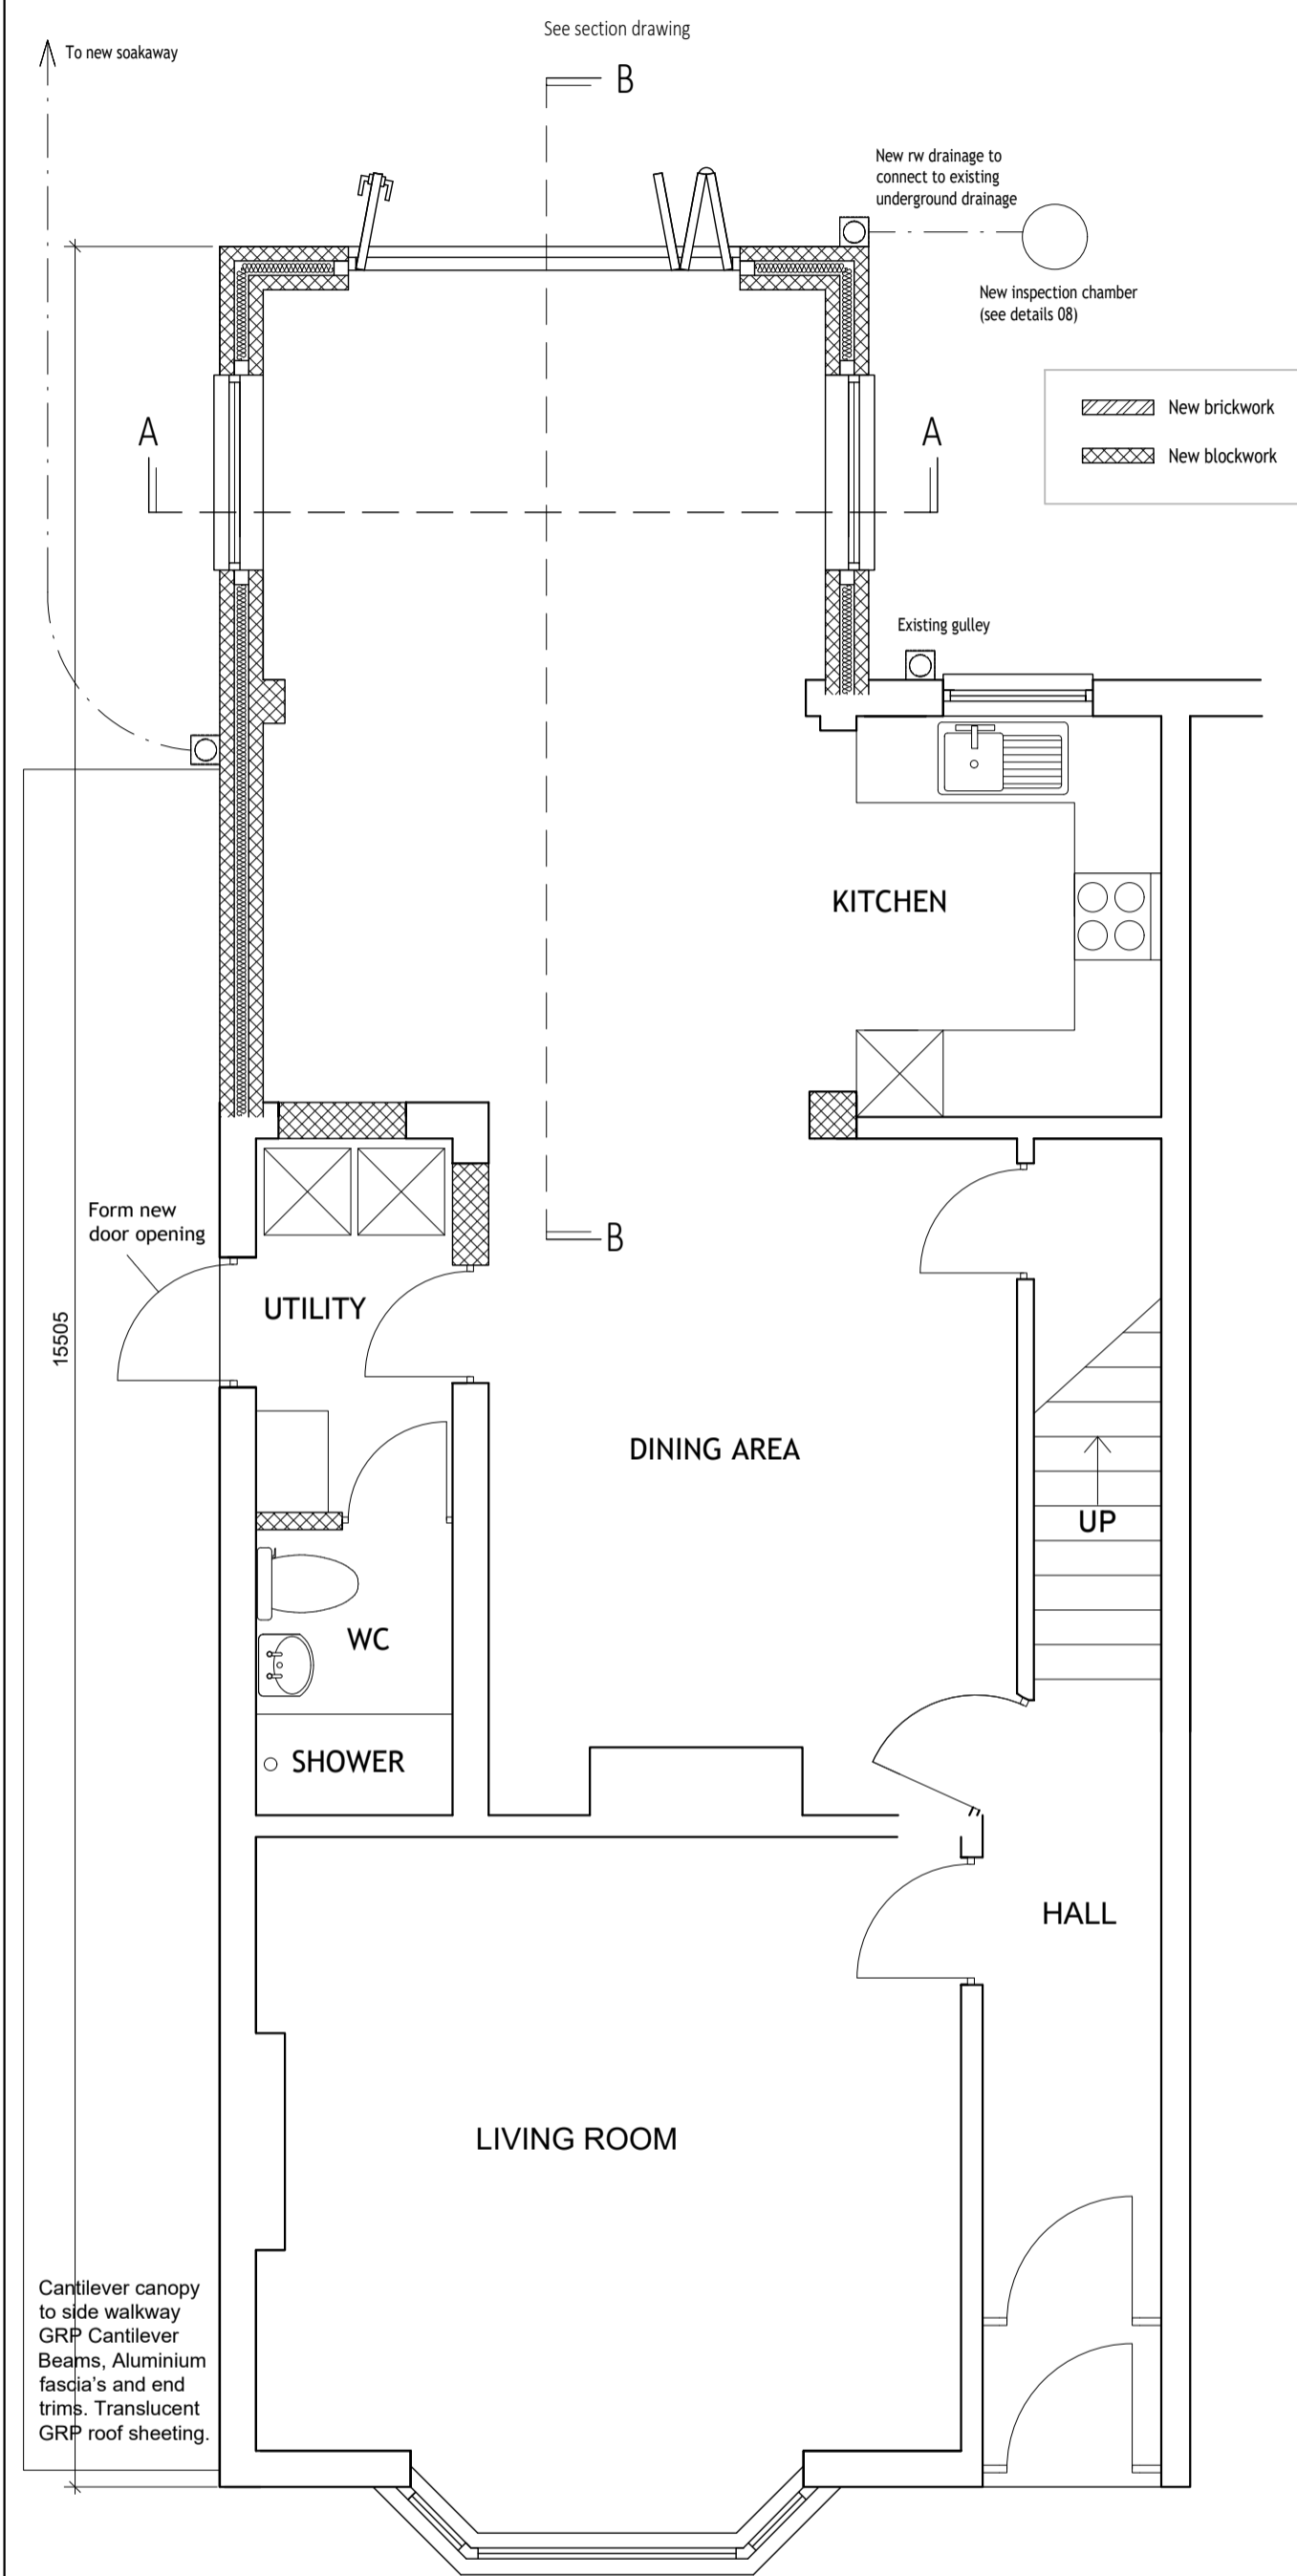 See section drawing
To new soakaway
B
New rw drainage to
connect to existing
underground drainage
New inspection chamber
(see details 08)
New brickwork
New blockwork
A
A
Existing gulley
KITCHEN
Form new
door opening
B
UTILITY
15505
DINING AREA
UP
WC
SHOWER
HALL
LIVING ROOM
Cantilever canopy
to side walkway
GRP Cantilever
Beams, Aluminium
fascia's and end
trims. Translucent
GRP roof sheeting.